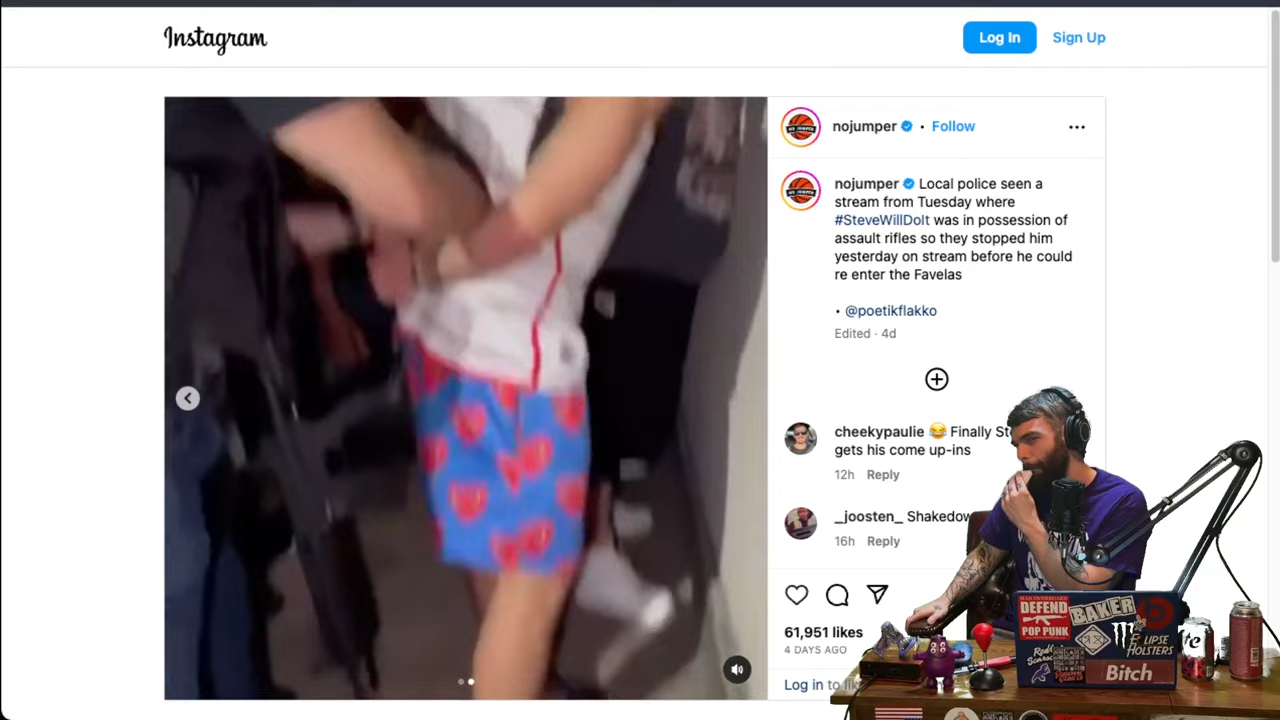 Instagram
Log In
Sign Up
nojumper • Follow
nojumper Local police seen a
stream from Tuesday where
#SteveWillDoIt was in possession of
assault rifles so they stopped him
yesterday on stream before he could
re enter the Favelas
• @poetikflakko
Edited · 4d
cheekypaulie 😂 Finally St
gets his come up-ins
12h Reply
_joosten_ Shakedow
16h Reply
61,951 likes
4 DAYS AGO
Log in to lik
DEFEND
POP PUNK
BAKER
ECLIPSE
HOLSTERS
Bitch